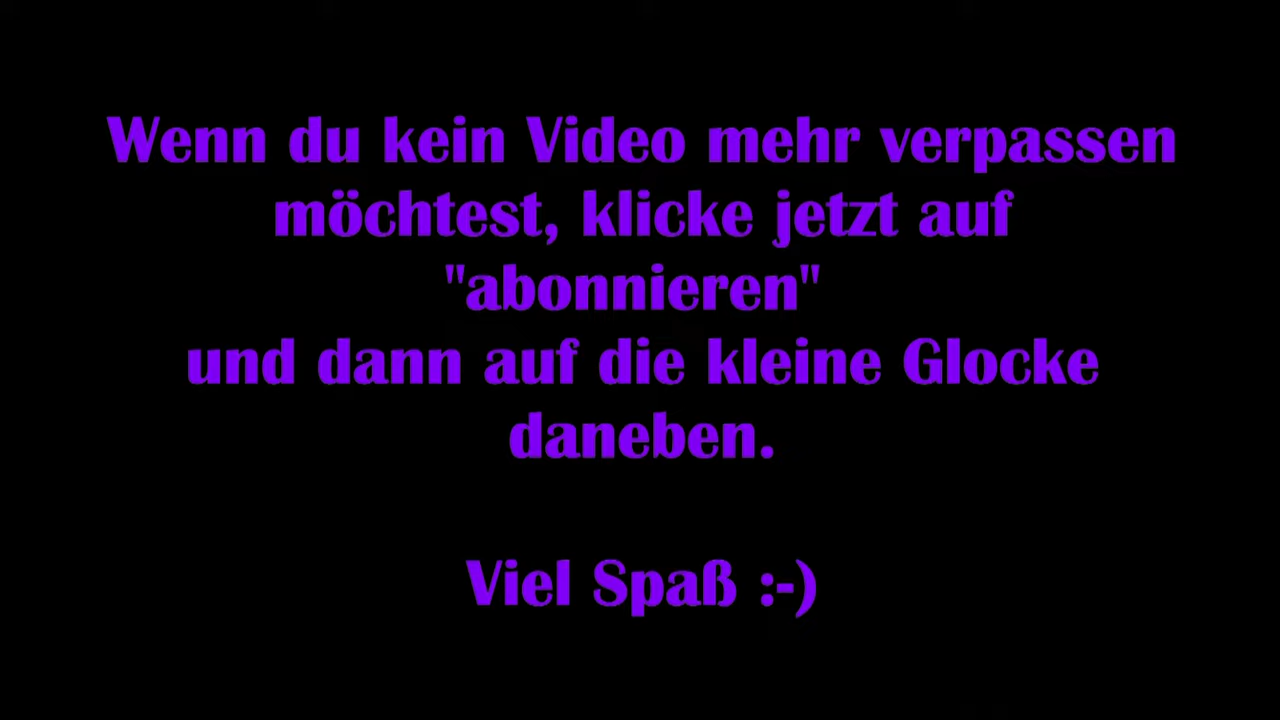 Wenn du kein Video mehr verpassen
möchtest, klicke jetzt auf
"abonnieren"
und dann auf die kleine Glocke
daneben.
Viel Spaß :-)